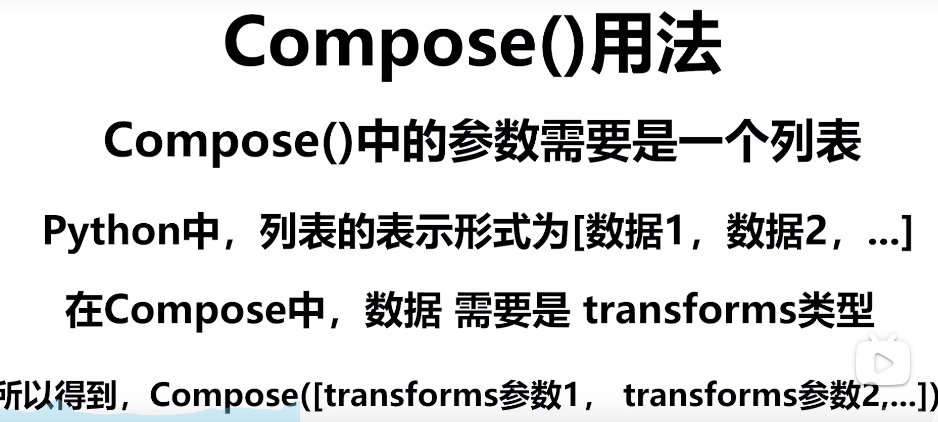 Compose()用法
Compose()中的参数需要是一个列表
Python中，列表的表示形式为[数据1，数据2，...]
在Compose中，数据 需要是 transforms类型
所以得到，Compose([transforms参数1， transforms参数2,...])